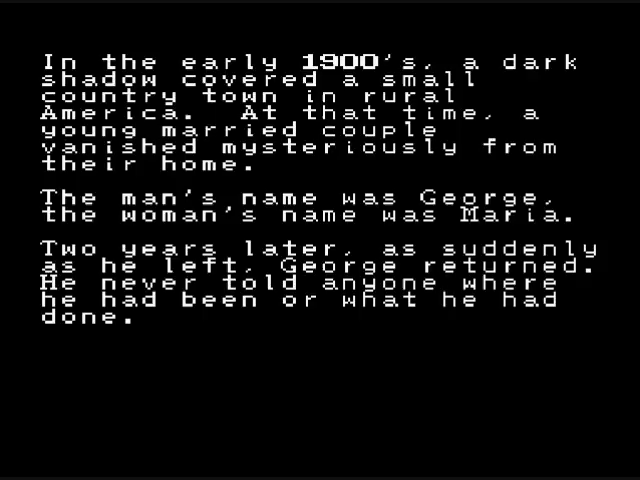 In the early 1900's, a dark
shadow covered a small
country town in rural
America.  At that time, a
young married couple
vanished mysteriously from
their home.
The man's name was George,
the woman's name was Maria.
Two years later, as suddenly
as he left, George returned.
He never told anyone where
he had been or what he had
done.